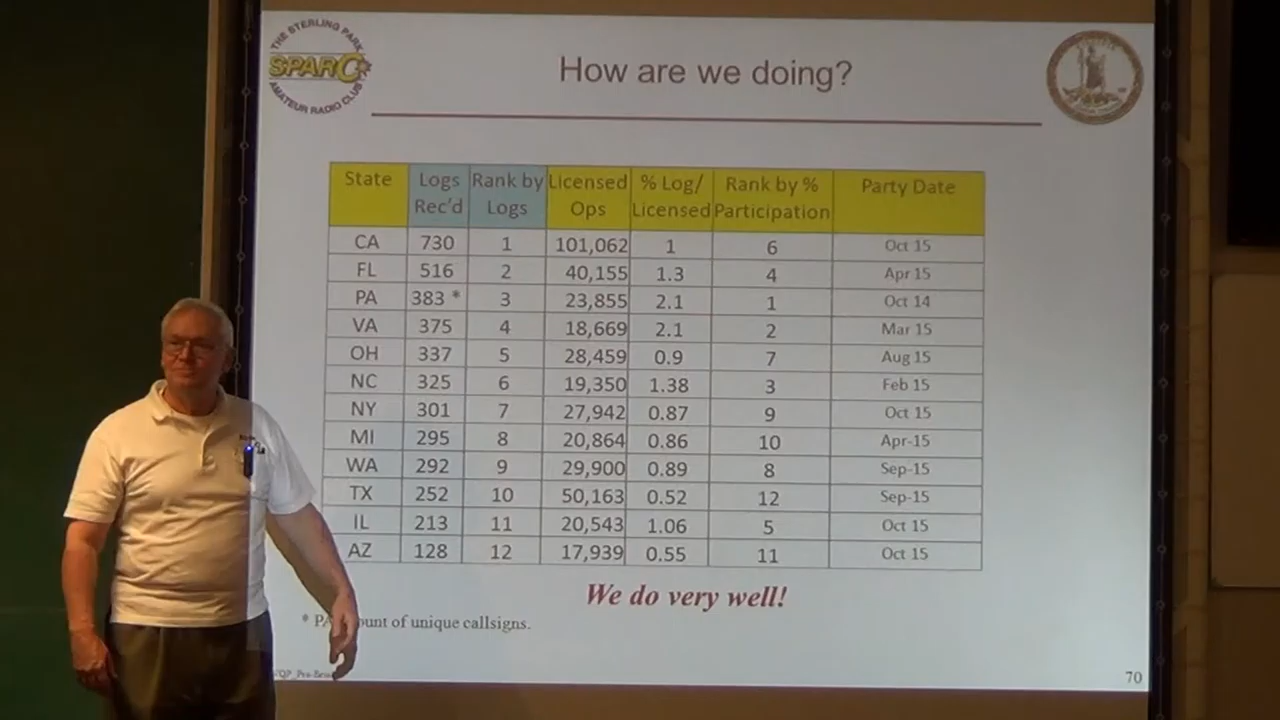 THE STERLING PARK
SPARC
AMATEUR RADIO CLUB
How are we doing?
State Logs Rec'd Rank by Logs Licensed Ops % Log/ Licensed Rank by % Participation Party Date
CA 730 1 101,062 1 6 Oct 15
FL 516 2 40,155 1.3 4 Apr 15
PA 383 * 3 23,855 2.1 1 Oct 14
VA 375 4 18,669 2.1 2 Mar 15
OH 337 5 28,459 0.9 7 Aug 15
NC 325 6 19,350 1.38 3 Feb 15
NY 301 7 27,942 0.87 9 Oct 15
MI 295 8 20,864 0.86 10 Apr-15
WA 292 9 29,900 0.89 8 Sep-15
TX 252 10 50,163 0.52 12 Sep-15
IL 213 11 20,543 1.06 5 Oct 15
AZ 128 12 17,939 0.55 11 Oct 15
We do very well!
* of unique callsigns.
70